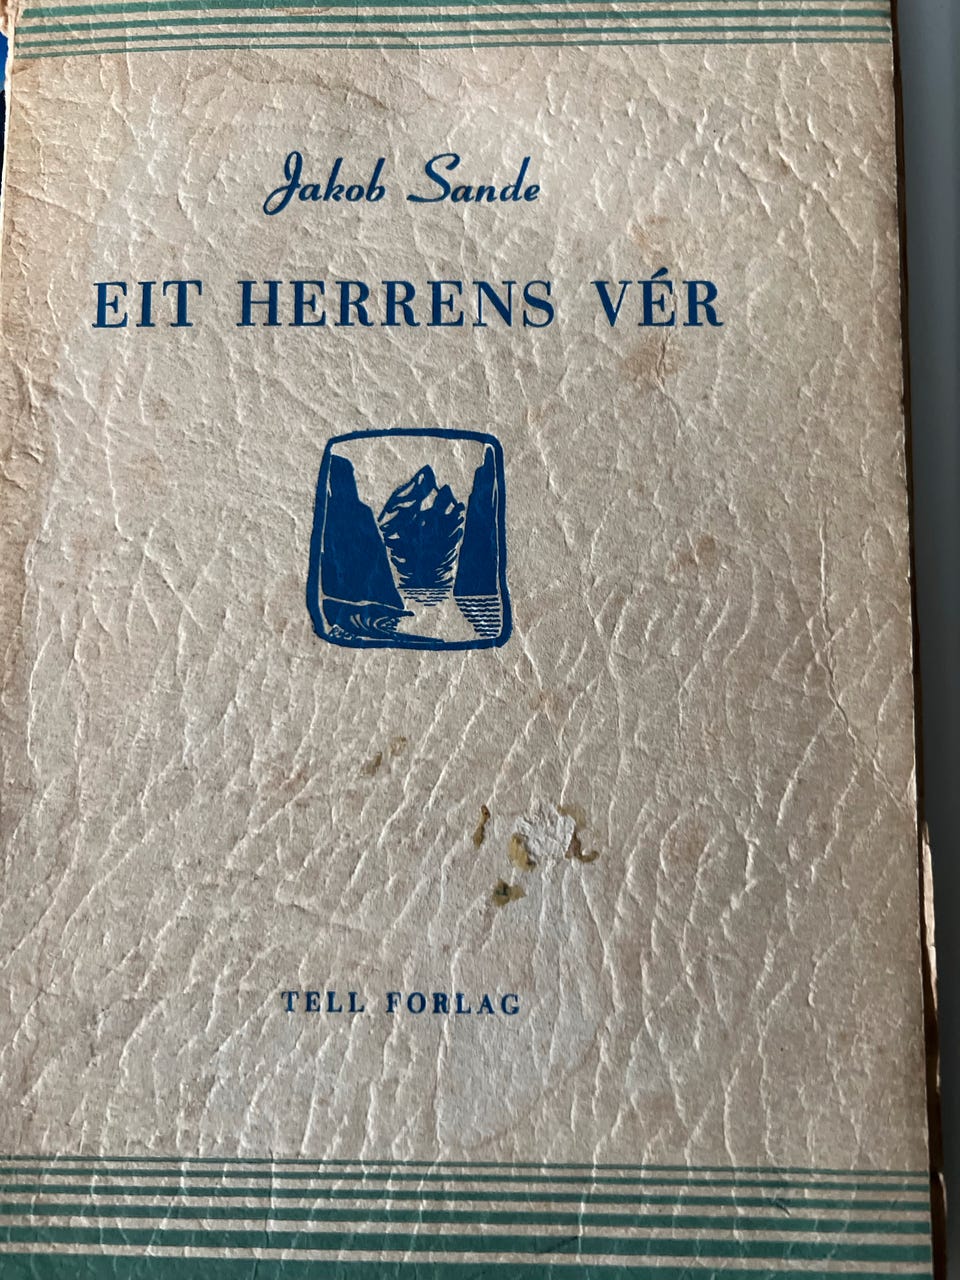 Jakob Sande
EIT HERRENS VÉR
TELL FORLAG